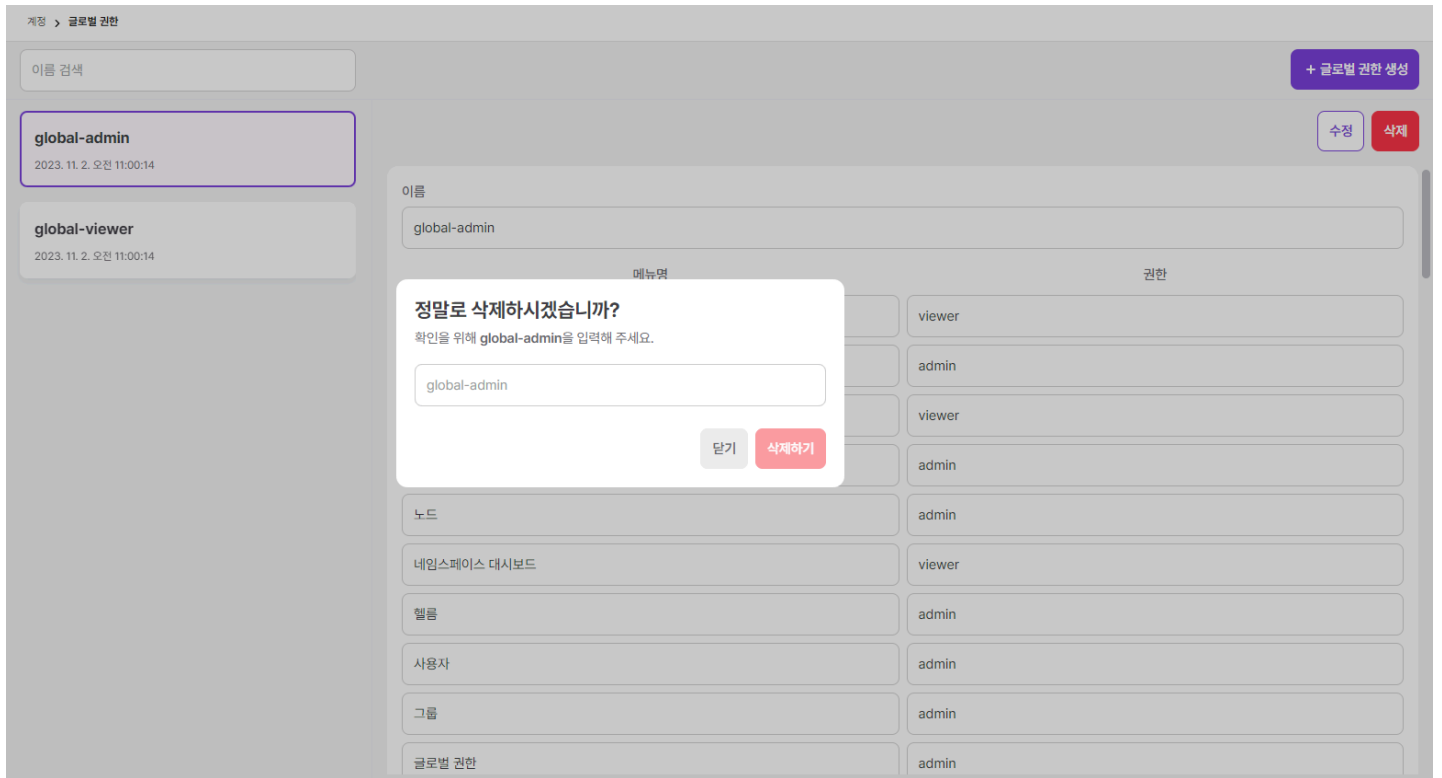 계정 > 글로벌 권한
이름 검색
+ 글로벌 권한 생성
global-admin
2023. 11. 2. 오전 11:00:14
global-viewer
2023. 11. 2. 오전 11:00:14
수정 삭제
이름
global-admin
메뉴명 권한
viewer
admin
viewer
admin
노드 admin
네임스페이스 대시보드 viewer
헬름 admin
사용자 admin
그룹 admin
글로벌 권한 admin
정말로 삭제하시겠습니까?
확인을 위해 global-admin을 입력해 주세요.
global-admin
닫기 삭제하기